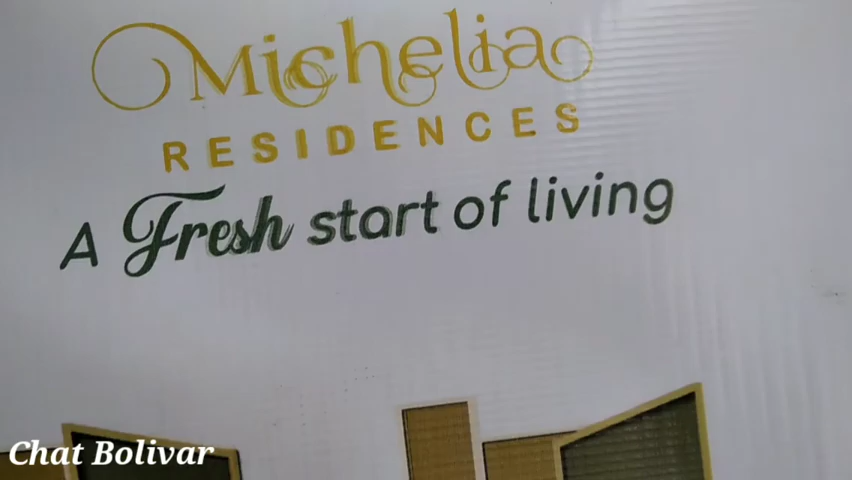 Michelia
RESIDENCES
A Fresh start of living
Chat Bolivar